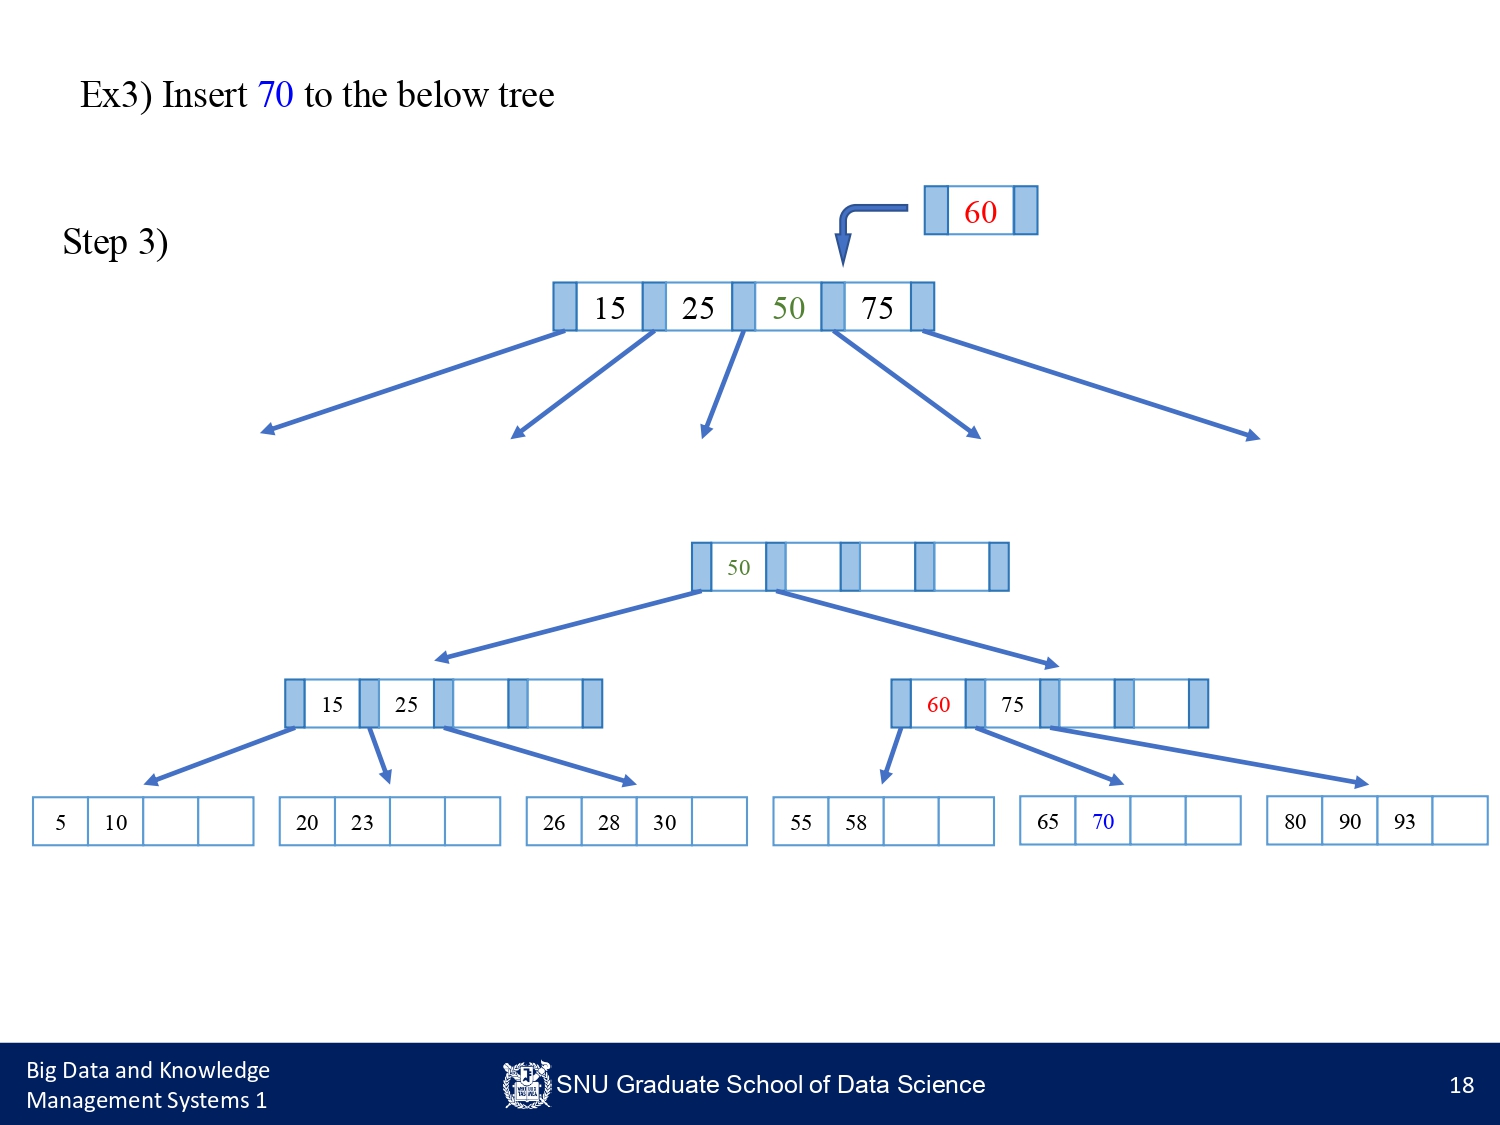 Ex3) Insert 70 to the below tree
60
Step 3)
15 25 50 75
50
15 25
60 75
5 10
20 23
26 28 30
55 58
65 70
80 90 93
Big Data and Knowledge
Management Systems 1
SNU Graduate School of Data Science
18